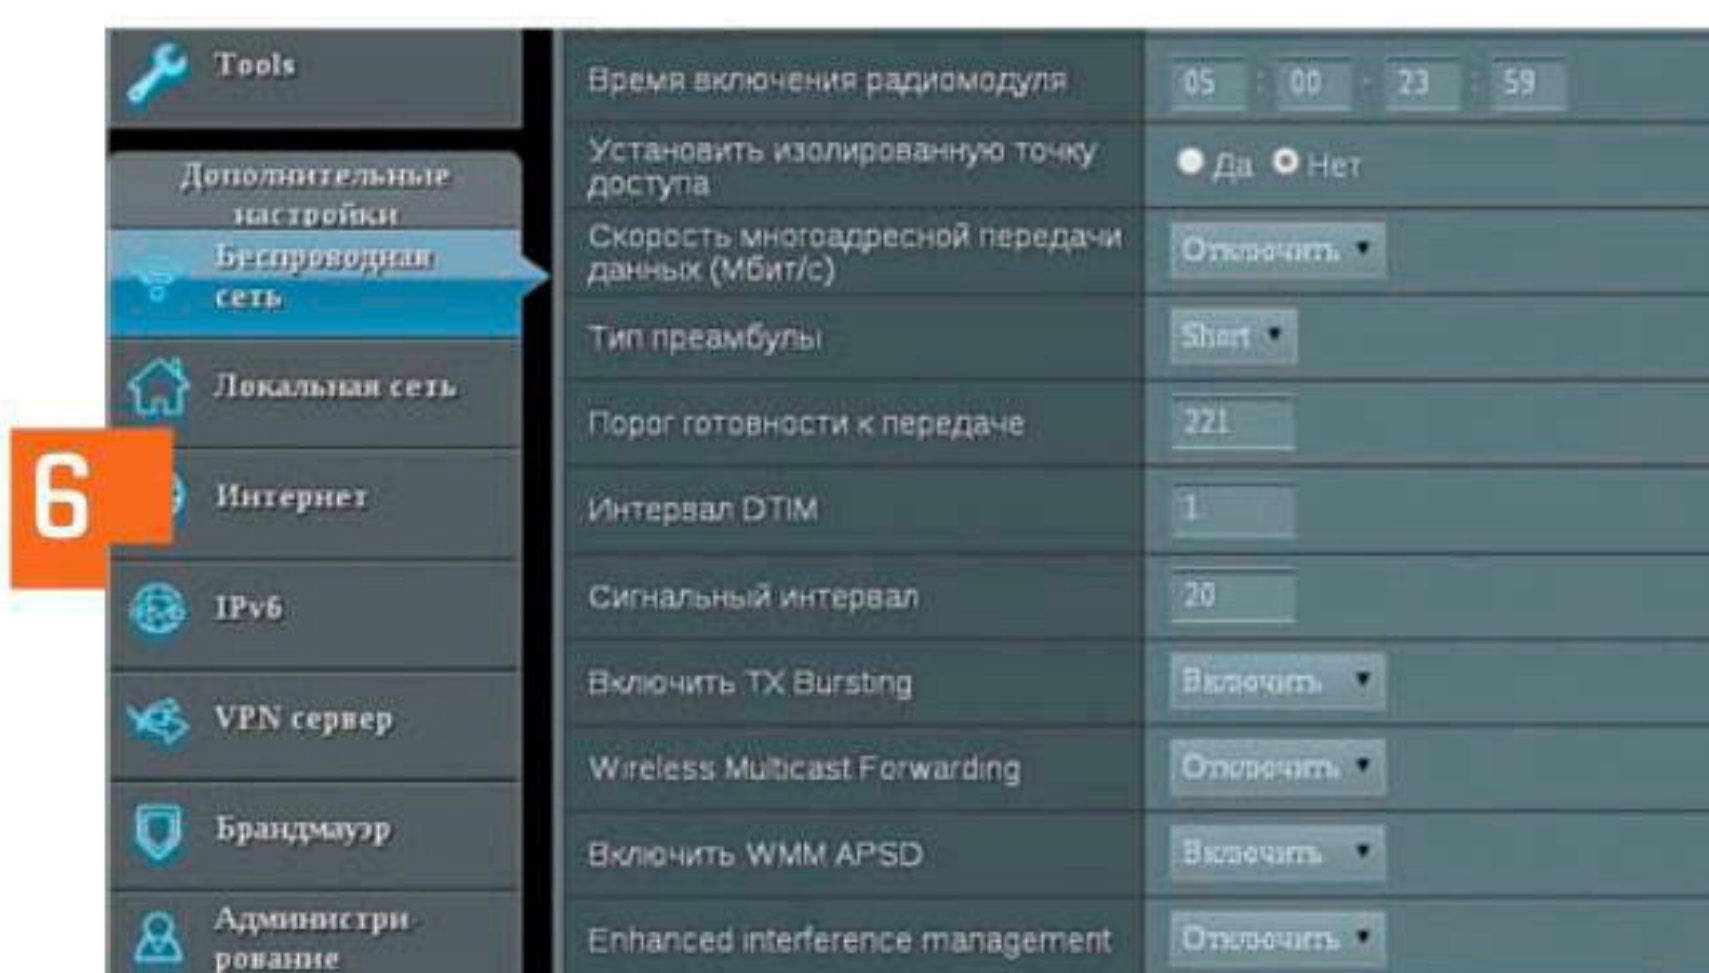 Tools
Дополнительные
настройки
Беспроводная
сеть
Локальная сеть
6
Интернет
IPv6
VPN сервер
Брандмауэр
Администри
рование
Время включения радиомодуля
05 : 00 - 23 : 59
Установить изолированную точку
доступа
Да Нет
Скорость многоадресной передачи
данных (Мбит/с)
Отключить
Тип преамбулы
Short
Порог готовности к передаче
221
Интервал DTIM
1
Сигнальный интервал
20
Включить TX Bursting
Включить
Wireless Multicast Forwarding
Отключить
Включить WMM APSD
Включить
Enhanced interference management
Отключить